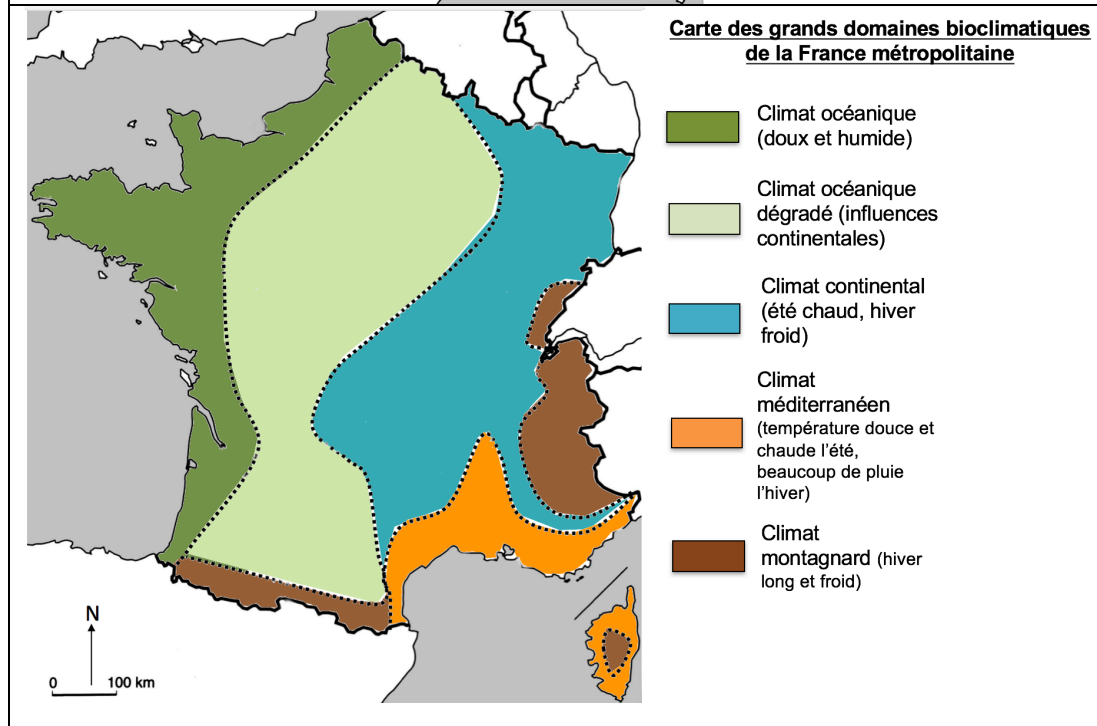 Carte des grands domaines bioclimatiques
de la France métropolitaine
Climat océanique
(doux et humide)
Climat océanique
dégradé (influences
continentales)
Climat continental
(été chaud, hiver
froid)
Climat
méditerranéen
(température douce et
chaude l’été,
beaucoup de pluie
l’hiver)
Climat
montagnard (hiver
long et froid)
N
0 100 km